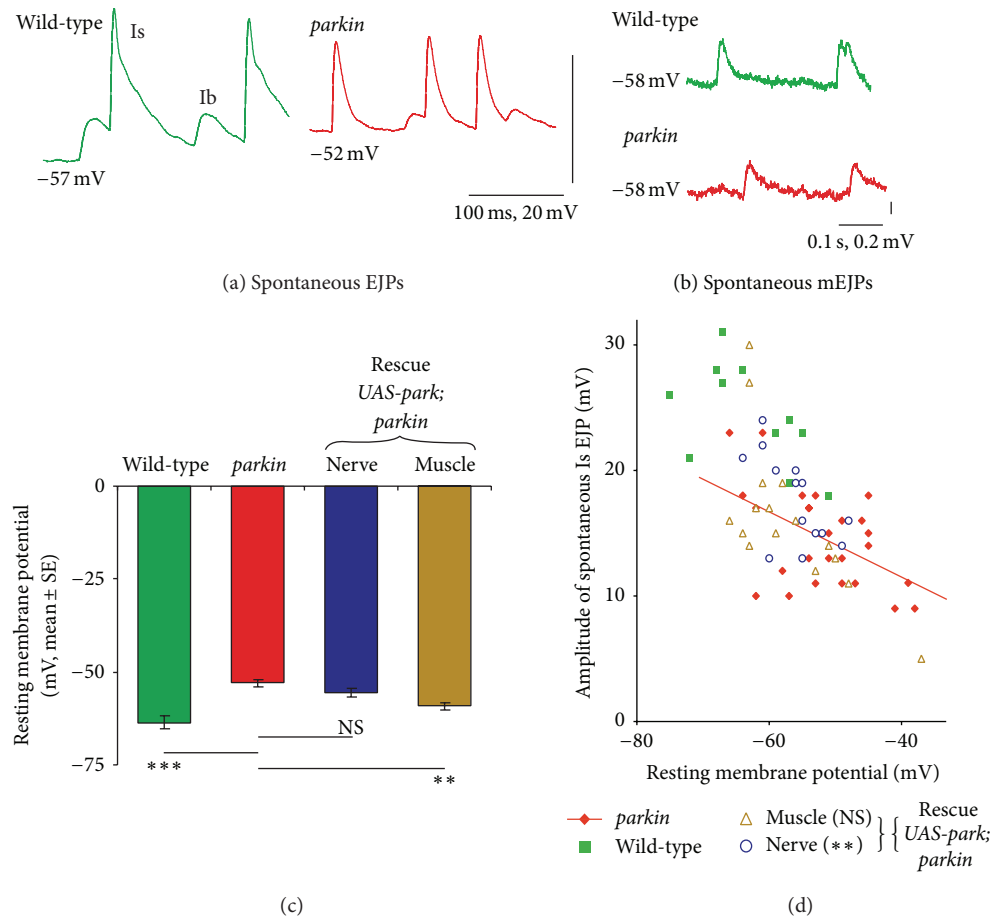 Wild-type
Is
Ib
−57 mV
parkin
−52 mV
100 ms, 20 mV
(a) Spontaneous EJPs
Wild-type
−58 mV
parkin
−58 mV
0.1 s, 0.2 mV
(b) Spontaneous mEJPs
Rescue
UAS-park;
parkin
Wild-type parkin Nerve Muscle
0
−25
−50
−75
Resting membrane potential
(mV, mean ± SE)
NS
***
**
(c)
30
20
10
0
Amplitude of spontaneous Is EJP (mV)
−80 −60 −40
Resting membrane potential (mV)
parkin
Wild-type
Muscle (NS)
Nerve (**)
Rescue
UAS-park;
parkin
(d)